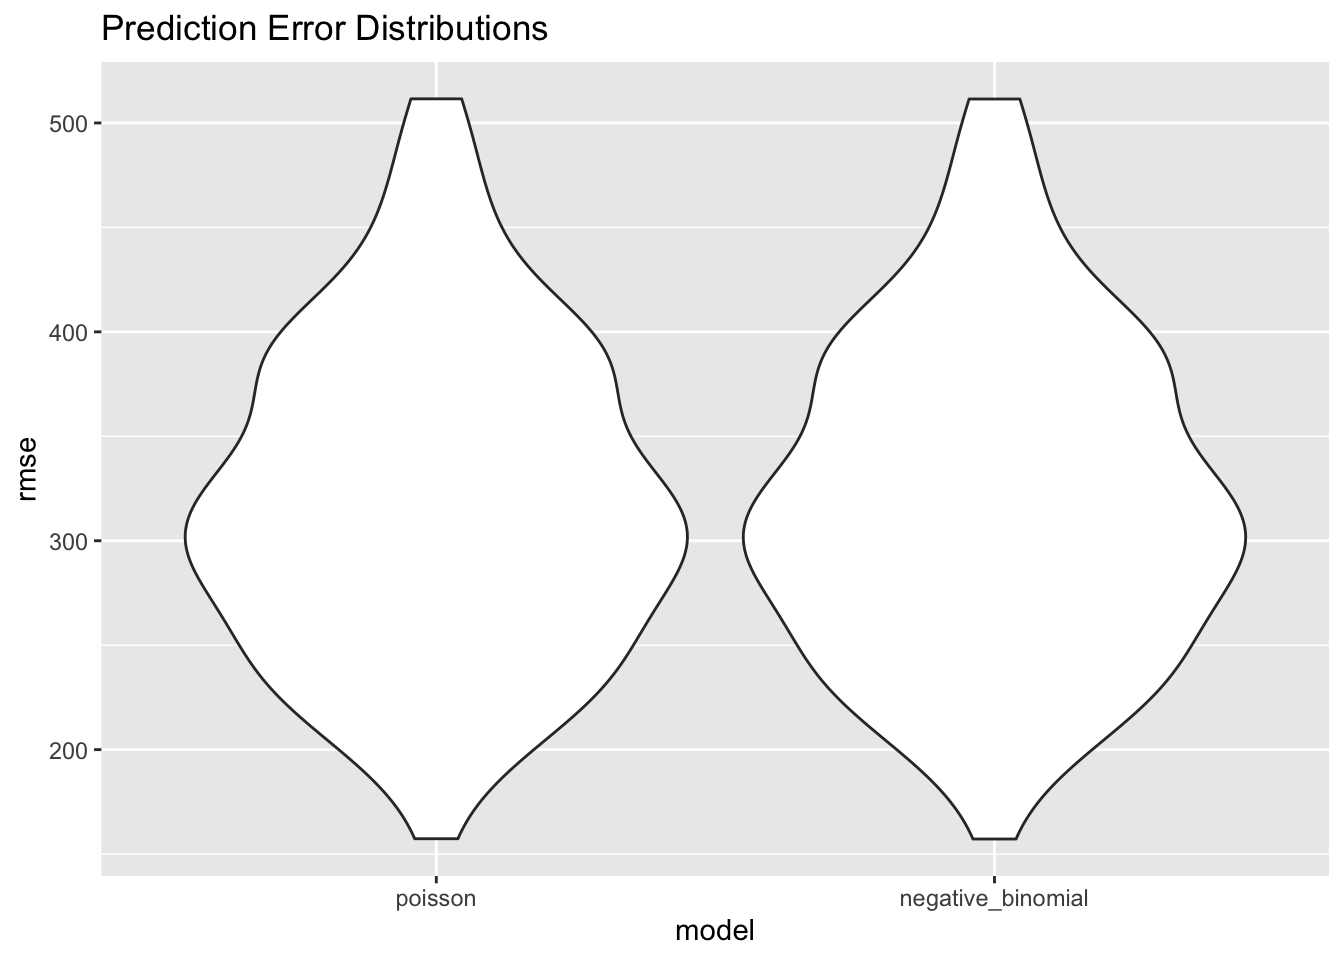 Prediction Error Distributions
500
400
300
200
rmse
poisson
negative_binomial
model